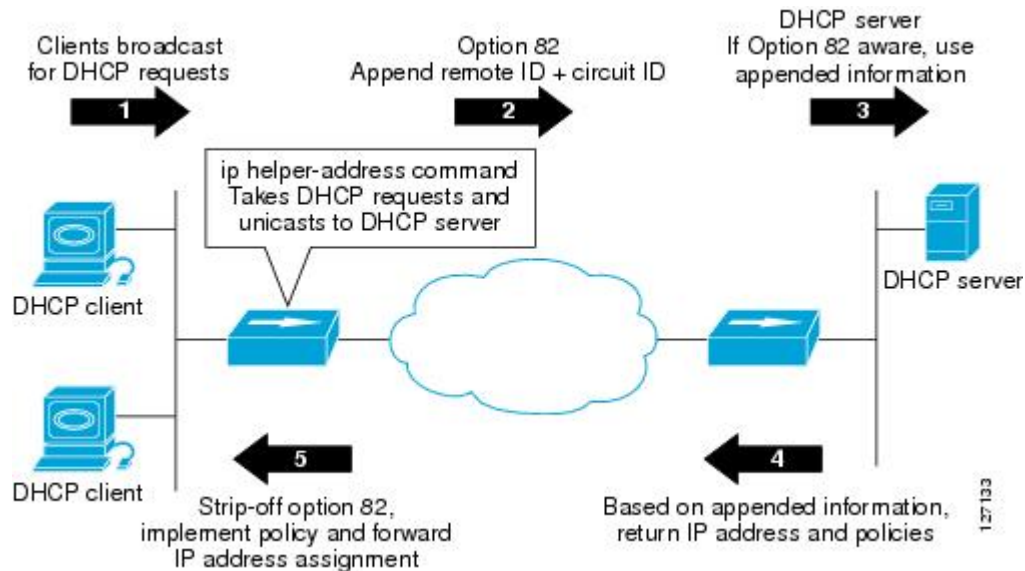 Clients broadcast
for DHCP requests
1
Option 82
Append remote ID + circuit ID
2
DHCP server
If Option 82 aware, use
appended information
3
ip helper-address command
Takes DHCP requests and
unicasts to DHCP server
DHCP client
DHCP server
DHCP client
5
Strip-off option 82,
implement policy and forward
IP address assignment
4
Based on appended information,
return IP address and policies
127133